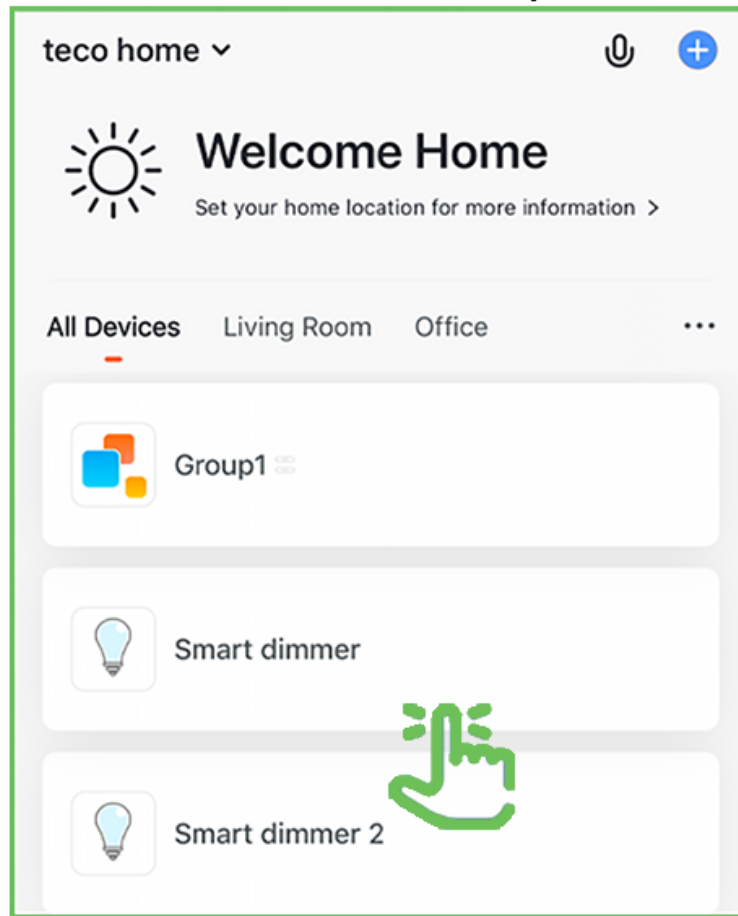 teco home
Welcome Home
Set your home location for more information >
All Devices Living Room Office ...
Group1
Smart dimmer
Smart dimmer 2